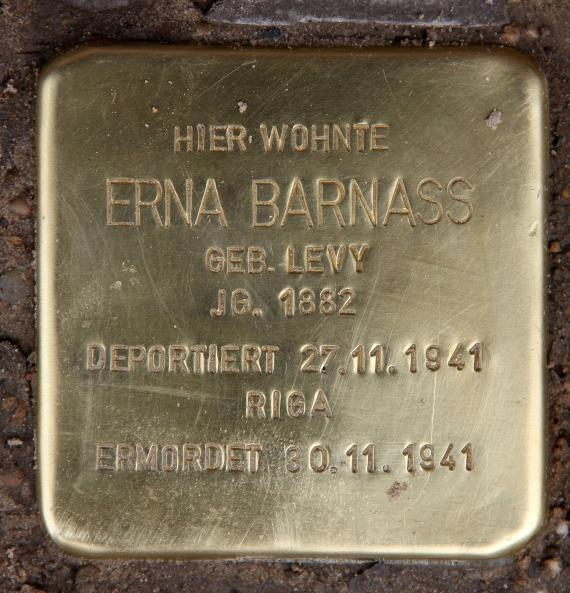 HIER WOHNTE
ERNA BARNASS
GEB. LEVY
JG. 1882
DEPORTIERT 27.11.1941
RIGA
ERMORDET 30.11.1941